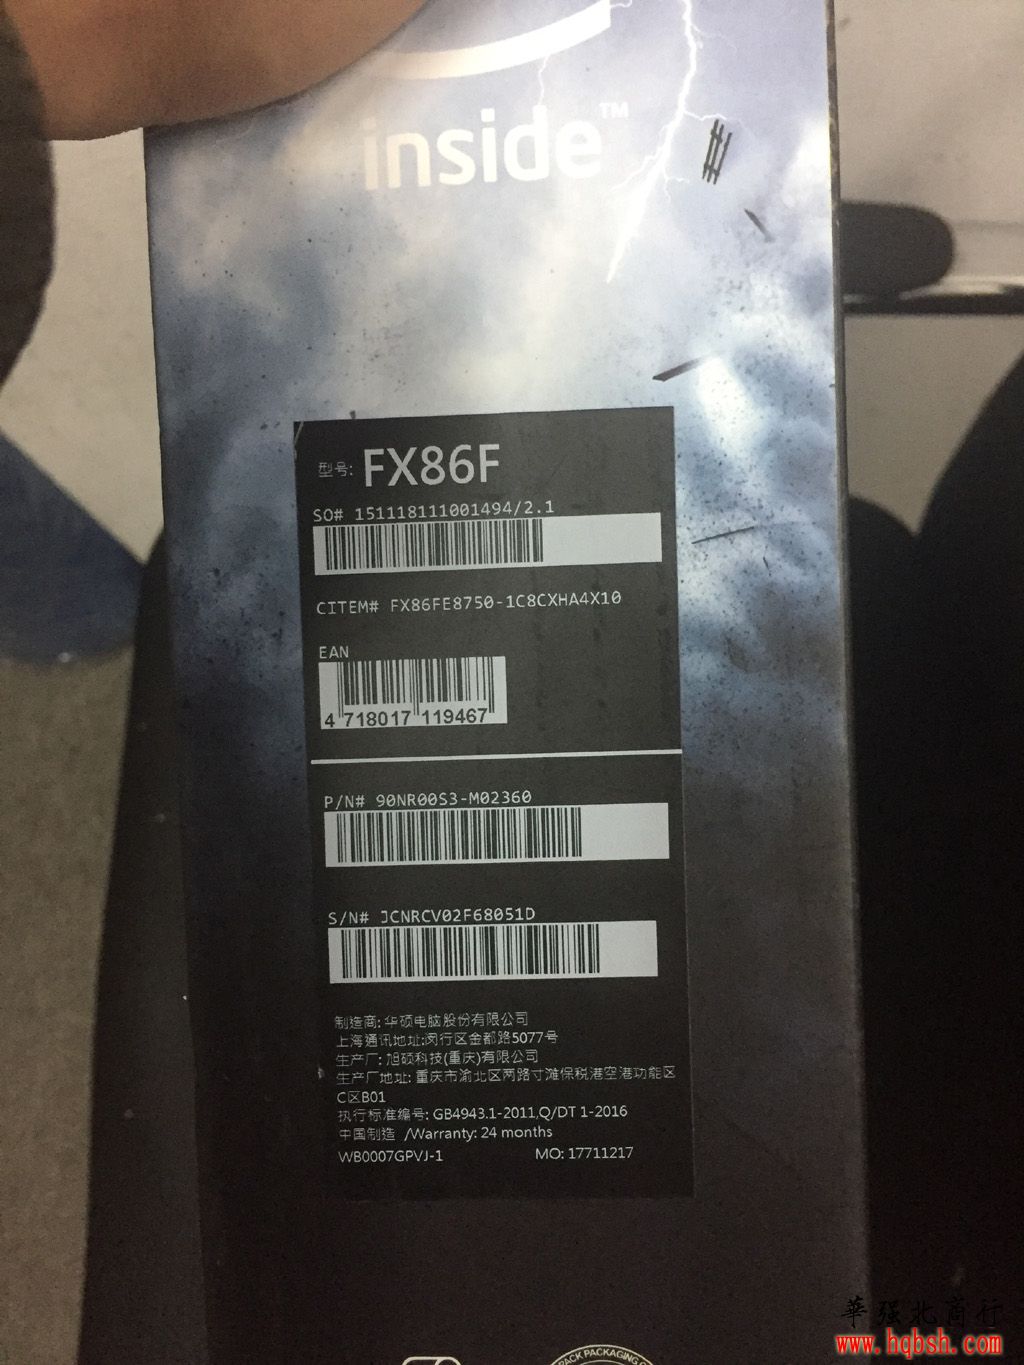 inside™
型号: FX86F
SO# 151118111001494/2.1
CITEM# FX86FE8750-1C8CXHA4X10
EAN
4 718017 119467
P/N# 90NR00S3-M02360
S/N# JCNRCV02F68051D
制造商: 华硕电脑股份有限公司
上海通讯地址:闵行区金都路5077号
生产厂: 旭硕科技(重庆)有限公司
生产厂地址: 重庆市渝北区两路寸滩保税港空港功能区
C区B01
执行标准编号: GB4943.1-2011,Q/DT 1-2016
中国制造 /Warranty: 24 months
WB0007GPVJ-1 MO: 17711217
PACK PACKAGING
華强北商行
www.hqbsh.com